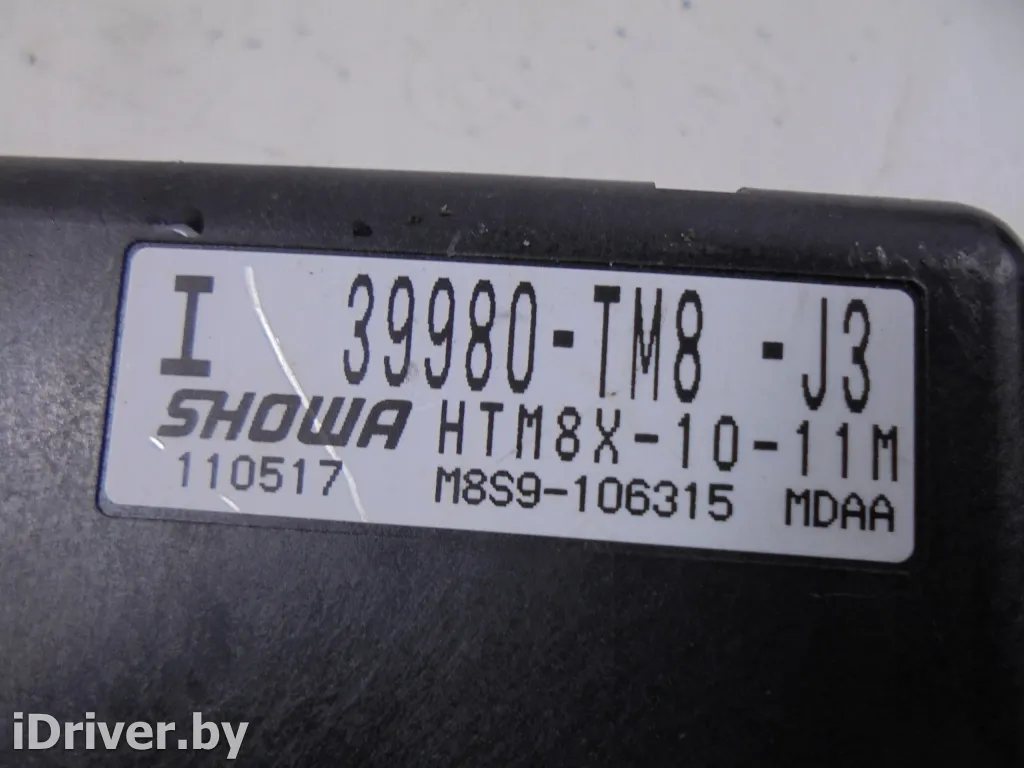 I 39980-TM8 -J3
SHOWA HTM8X-10-11M
110517 M8S9-106315 MDAA
iDriver.by